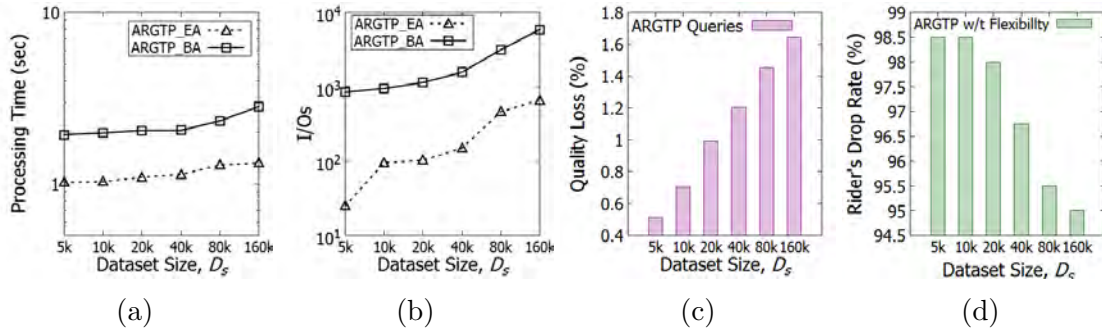 ARGTP_EA
ARGTP_BA
10
1
Processing Time (sec)
5k 10k 20k 40k 80k 160k
Dataset Size, Ds
(a)
ARGTP_EA
ARGTP_BA
10^4
10^3
10^2
10^1
I/Os
5k 10k 20k 40k 80k 160k
Dataset Size, Ds
(b)
ARGTP Queries
1.8
1.6
1.4
1.2
1
0.8
0.6
0.4
Quality Loss (%)
5k 10k 20k 40k 80k 160k
Dataset Size, Ds
(c)
ARGTP w/t Flexibility
99
98.5
98
97.5
97
96.5
96
95.5
95
94.5
Rider's Drop Rate (%)
5k 10k 20k 40k 80k 160k
Dataset Size, Ds
(d)